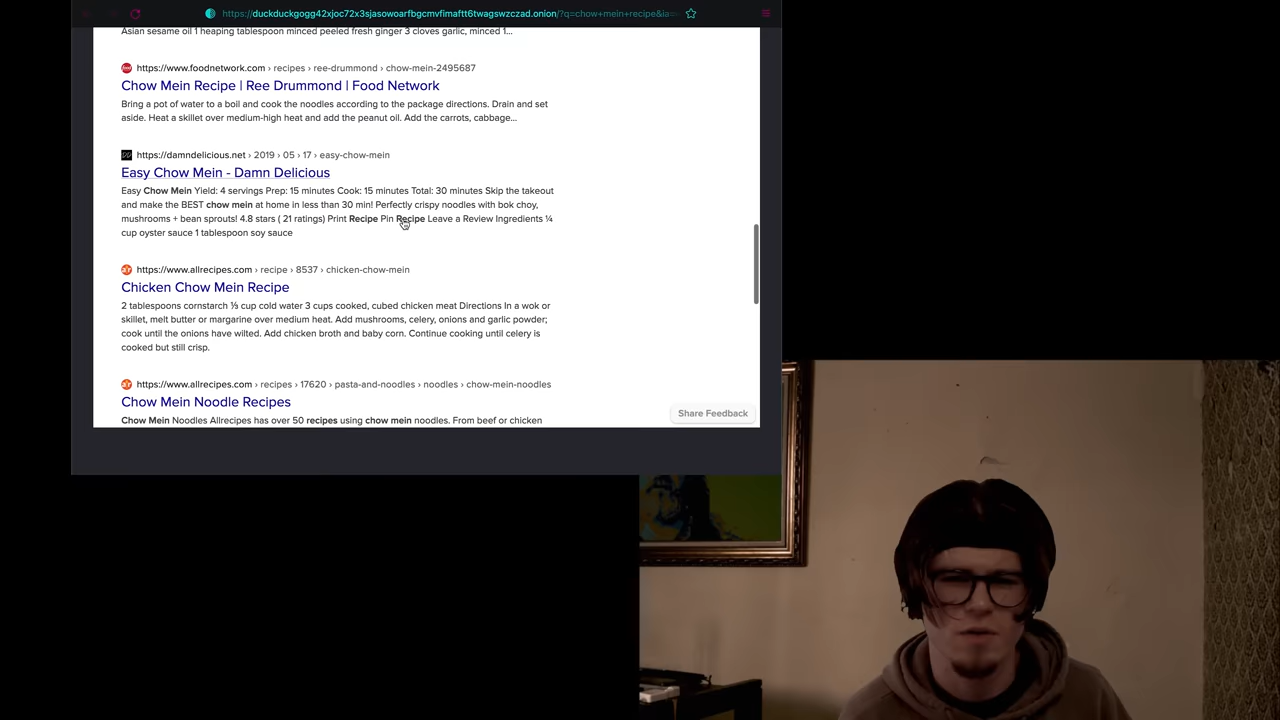 https://duckduckgogg42xjoc72x3sjasowoarfbgcmvfimaftt6twagswzczad.onion/?q=chow+mein+recipe&ia=
Asian sesame oil 1 heaping tablespoon minced peeled fresh ginger 3 cloves garlic, minced 1...
https://www.foodnetwork.com › recipes › ree-drummond › chow-mein-2495687
Chow Mein Recipe | Ree Drummond | Food Network
Bring a pot of water to a boil and cook the noodles according to the package directions. Drain and set
aside. Heat a skillet over medium-high heat and add the peanut oil. Add the carrots, cabbage...
https://damndelicious.net › 2019 › 05 › 17 › easy-chow-mein
Easy Chow Mein - Damn Delicious
Easy Chow Mein Yield: 4 servings Prep: 15 minutes Cook: 15 minutes Total: 30 minutes Skip the takeout
and make the BEST chow mein at home in less than 30 min! Perfectly crispy noodles with bok choy,
mushrooms + bean sprouts! 4.8 stars ( 21 ratings) Print Recipe Pin Recipe Leave a Review Ingredients ¼
cup oyster sauce 1 tablespoon soy sauce
https://www.allrecipes.com › recipe › 8537 › chicken-chow-mein
Chicken Chow Mein Recipe
2 tablespoons cornstarch ⅓ cup cold water 3 cups cooked, cubed chicken meat Directions In a wok or
skillet, melt butter or margarine over medium heat. Add mushrooms, celery, onions and garlic powder;
cook until the onions have wilted. Add chicken broth and baby corn. Continue cooking until celery is
cooked but still crisp.
https://www.allrecipes.com › recipes › 17620 › pasta-and-noodles › noodles › chow-mein-noodles
Chow Mein Noodle Recipes
Share Feedback
Chow Mein Noodles Allrecipes has over 50 recipes using chow mein noodles. From beef or chicken